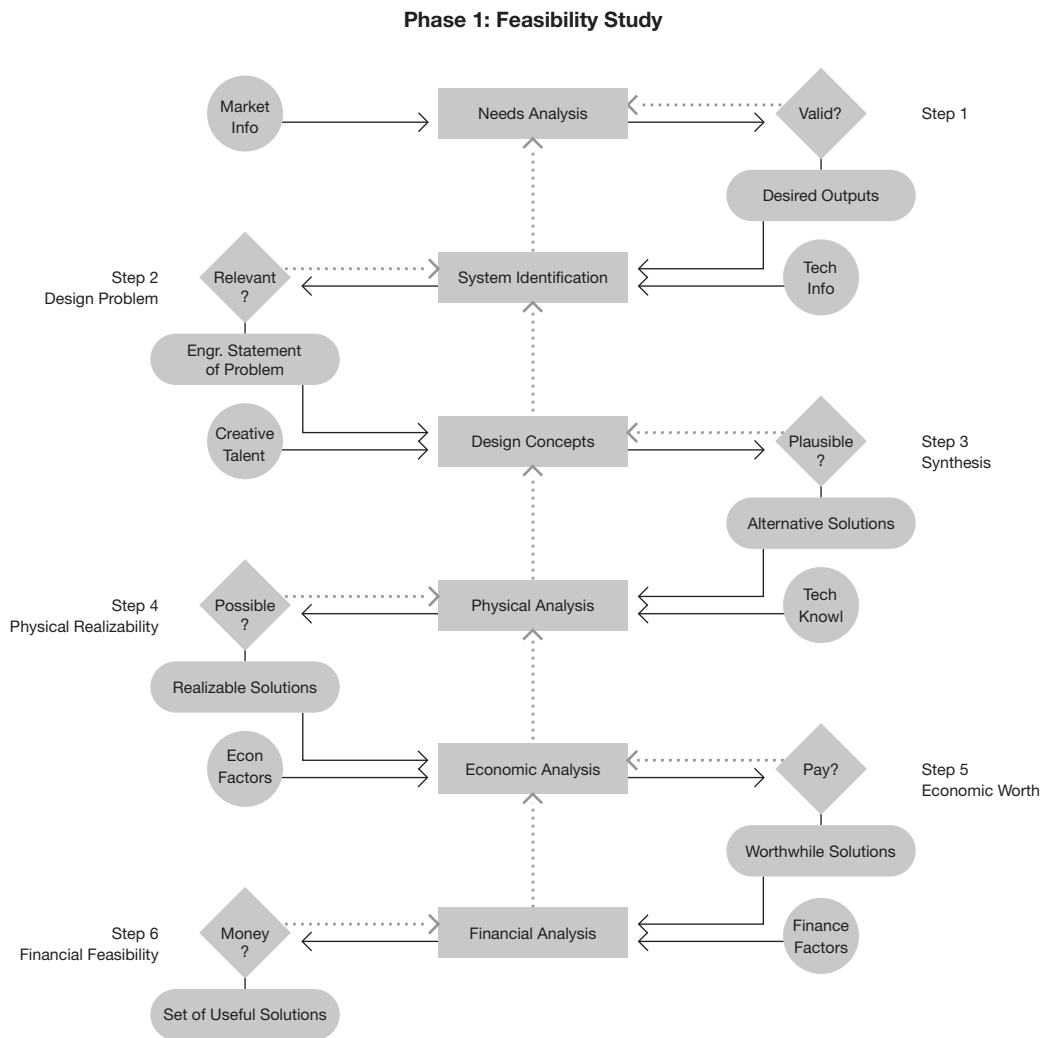 Phase 1: Feasibility Study
Market
Info
Needs Analysis
Valid?
Step 1
Desired Outputs
Step 2
Design Problem
Relevant
?
System Identification
Tech
Info
Engr. Statement
of Problem
Creative
Talent
Design Concepts
Plausible
?
Step 3
Synthesis
Alternative Solutions
Step 4
Physical Realizability
Possible
?
Physical Analysis
Tech
Knowl
Realizable Solutions
Econ
Factors
Economic Analysis
Pay?
Step 5
Economic Worth
Worthwhile Solutions
Step 6
Financial Feasibility
Money
?
Financial Analysis
Finance
Factors
Set of Useful Solutions